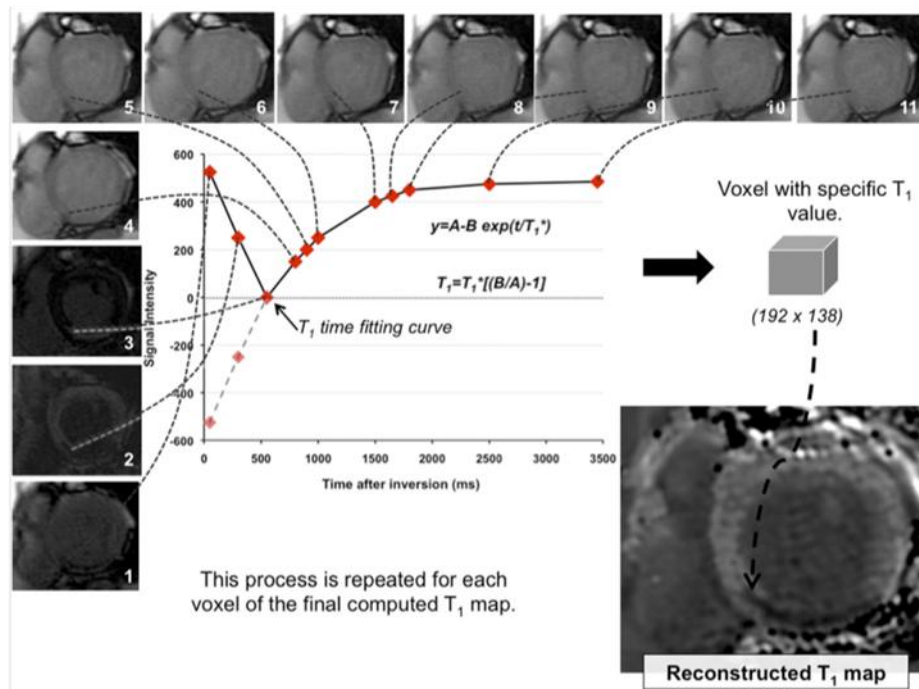 5
6
7
8
9
10
11
4
3
2
1
600
400
200
0
-200
-400
-600
Signal Intensity
y=A-B exp(t/T₁*)
T₁=T₁*[(B/A)-1]
T₁ time fitting curve
0 500 1000 1500 2000 2500 3000 3500
Time after inversion (ms)
Voxel with specific T₁
value.
(192 x 138)
This process is repeated for each
voxel of the final computed T₁ map.
Reconstructed T₁ map